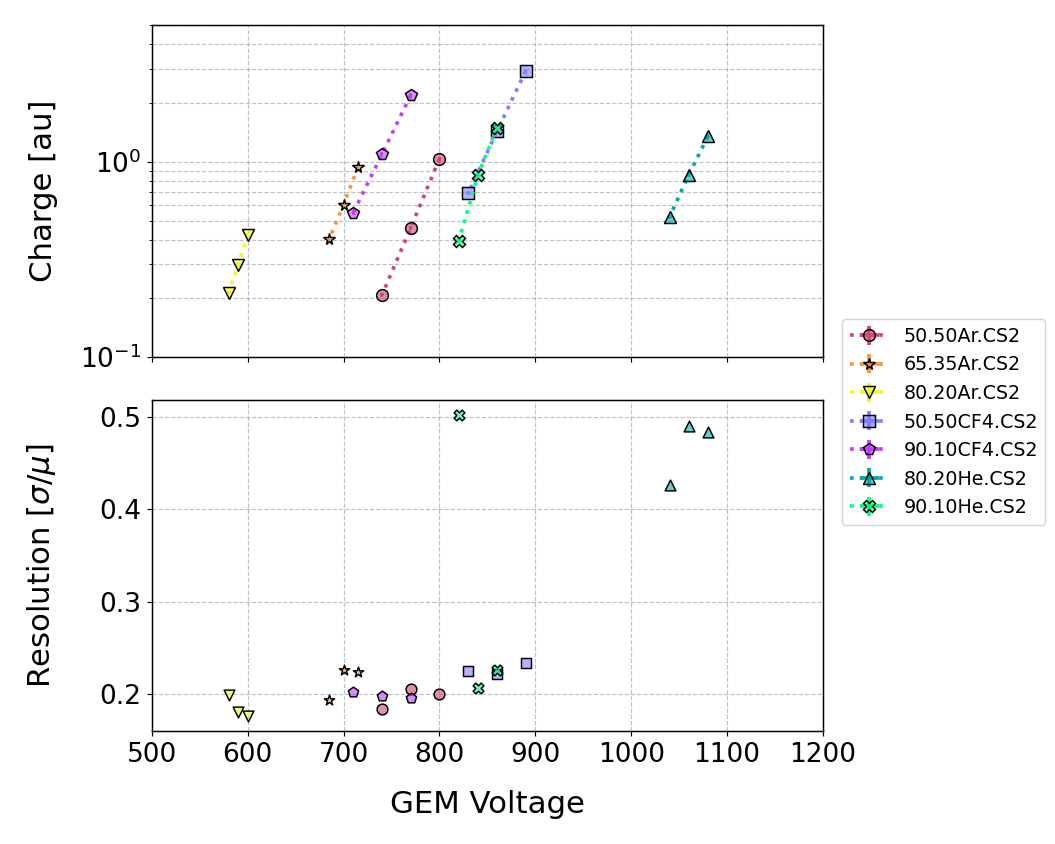 Charge [au]
10⁰
10⁻¹
50.50Ar.CS2
65.35Ar.CS2
80.20Ar.CS2
50.50CF4.CS2
90.10CF4.CS2
80.20He.CS2
90.10He.CS2
Resolution [σ/μ]
0.5
0.4
0.3
0.2
500 600 700 800 900 1000 1100 1200
GEM Voltage